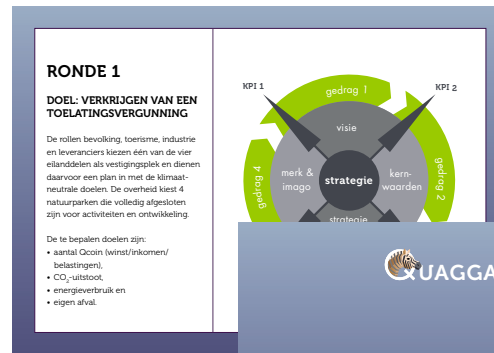 RONDE 1
DOEL: VERKRIJGEN VAN EEN
TOELATINGSVERGUNNING
De rollen bevolking, toerisme, industrie
en leveranciers kiezen één van de vier
eilanddelen als vestigingsplek en dienen
daarvoor een plan in met de klimaat-
neutrale doelen. De overheid kiest 4
natuurparken die volledig afgesloten
zijn voor activiteiten en ontwikkeling.
De te bepalen doelen zijn:
• aantal Qcoin (winst/inkomen/
belastingen),
• CO2-uitstoot,
• energieverbruik en
• eigen afval.
KPI 1
gedrag 1
KPI 2
visie
merk &
imago
strategie
kern-
waarden
gedrag 4
gedrag 2
strategie
QUAGGA